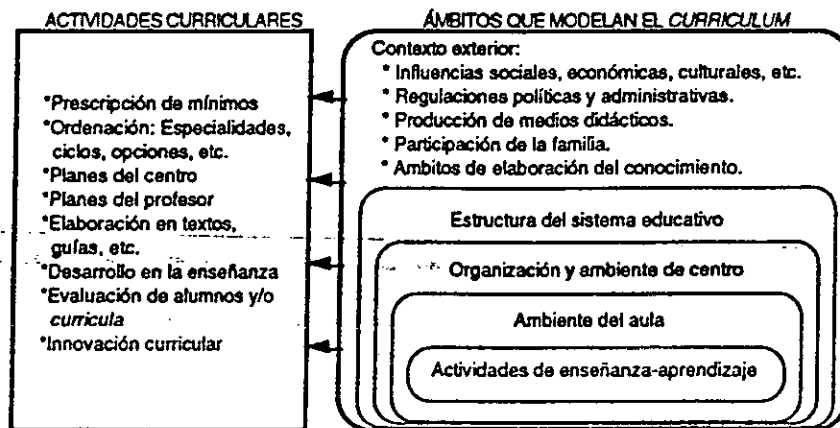 ACTIVIDADES CURRICULARES
*Prescripción de mínimos
*Ordenación: Especialidades,
ciclos, opciones, etc.
*Planes del centro
*Planes del profesor
*Elaboración en textos,
guías, etc.
*Desarrollo en la enseñanza
*Evaluación de alumnos y/o
curricula
*Innovación curricular
ÁMBITOS QUE MODELAN EL CURRICULUM
Contexto exterior:
* Influencias sociales, económicas, culturales, etc.
* Regulaciones políticas y administrativas.
* Producción de medios didácticos.
* Participación de la familia.
* Ambitos de elaboración del conocimiento.
Estructura del sistema educativo
Organización y ambiente de centro
Ambiente del aula
Actividades de enseñanza-aprendizaje